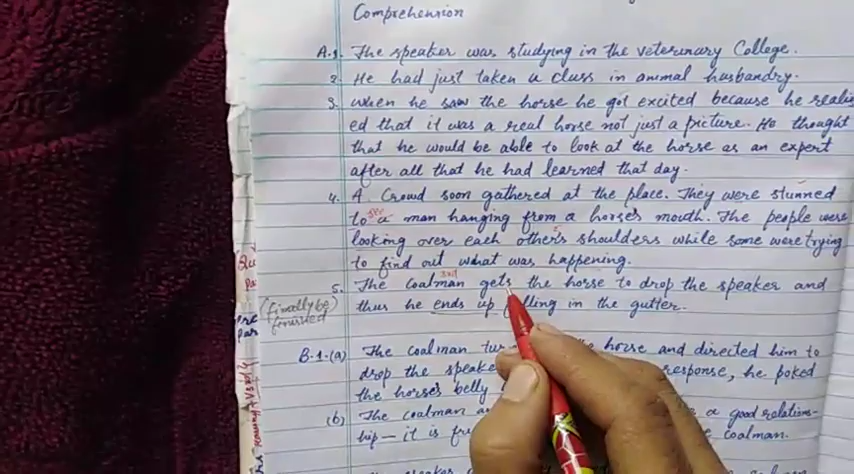 Comprehension
A.1. The speaker was studying in the veterinary College.
2. He had just taken a class in animal husbandry.
3. When he saw the horse he got excited because he realis
ed that it was a real horse not just a picture. He thought
that he would be able to look at the horse as an expert
after all that he had learned that day.
4. A Crowd soon gathered at the place. They were stunned
to see a man hanging from a horse's mouth. The people were
looking over each other's shoulders while some were trying
to find out what was happening.
5. The Coalman gets the horse to drop the speaker and
(finally be) thus he ends up falling in the gutter.
finished
B.1.(a) The coalman the horse and directed him to
drop the response, he poked
the horse's belly
(b) The coalman a good relation-
ship — it is coalman.